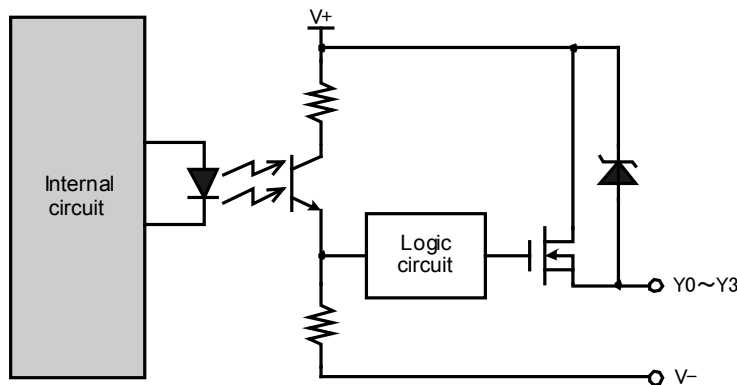 V+
Internal
circuit
Logic
circuit
Y0～Y3
V−